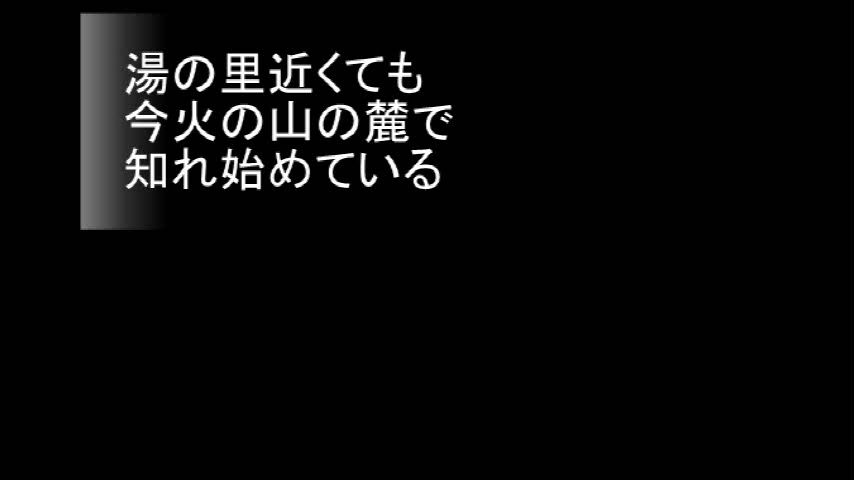 湯の里近くても
今火の山の麓で
知れ始めている